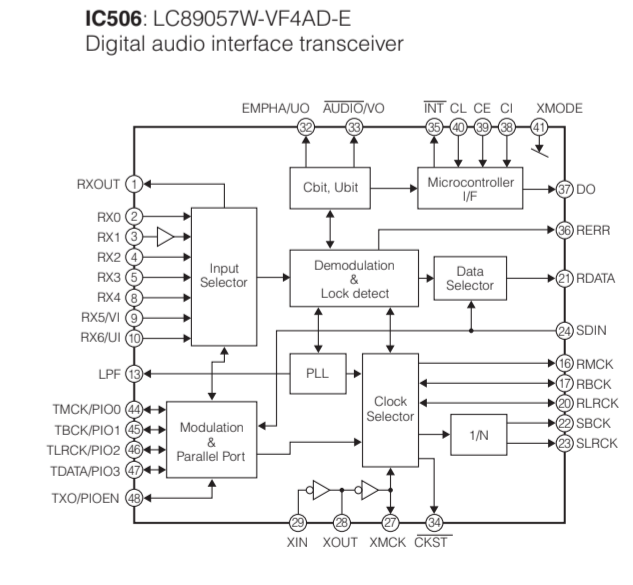 IC506: LC89057W-VF4AD-E
Digital audio interface transceiver
EMPHA/UO AUDIO/VO INT CL CE CI XMODE
32 33 35 40 39 38 41
RXOUT 1
Cbit, Ubit
Microcontroller
I/F
37 DO
RX0 2
RX1 3
RX2 4
RX3 5
RX4 8
RX5/VI 9
RX6/UI 10
Input
Selector
Demodulation
&
Lock detect
Data
Selector
36 RERR
21 RDATA
24 SDIN
LPF 13
PLL
Clock
Selector
16 RMCK
17 RBCK
20 RLRCK
22 SBCK
23 SLRCK
1/N
TMCK/PIO0 44
TBCK/PIO1 45
TLRCK/PIO2 46
TDATA/PIO3 47
TXO/PIOEN 48
Modulation
&
Parallel Port
29 28 27 34
XIN XOUT XMCK CKST